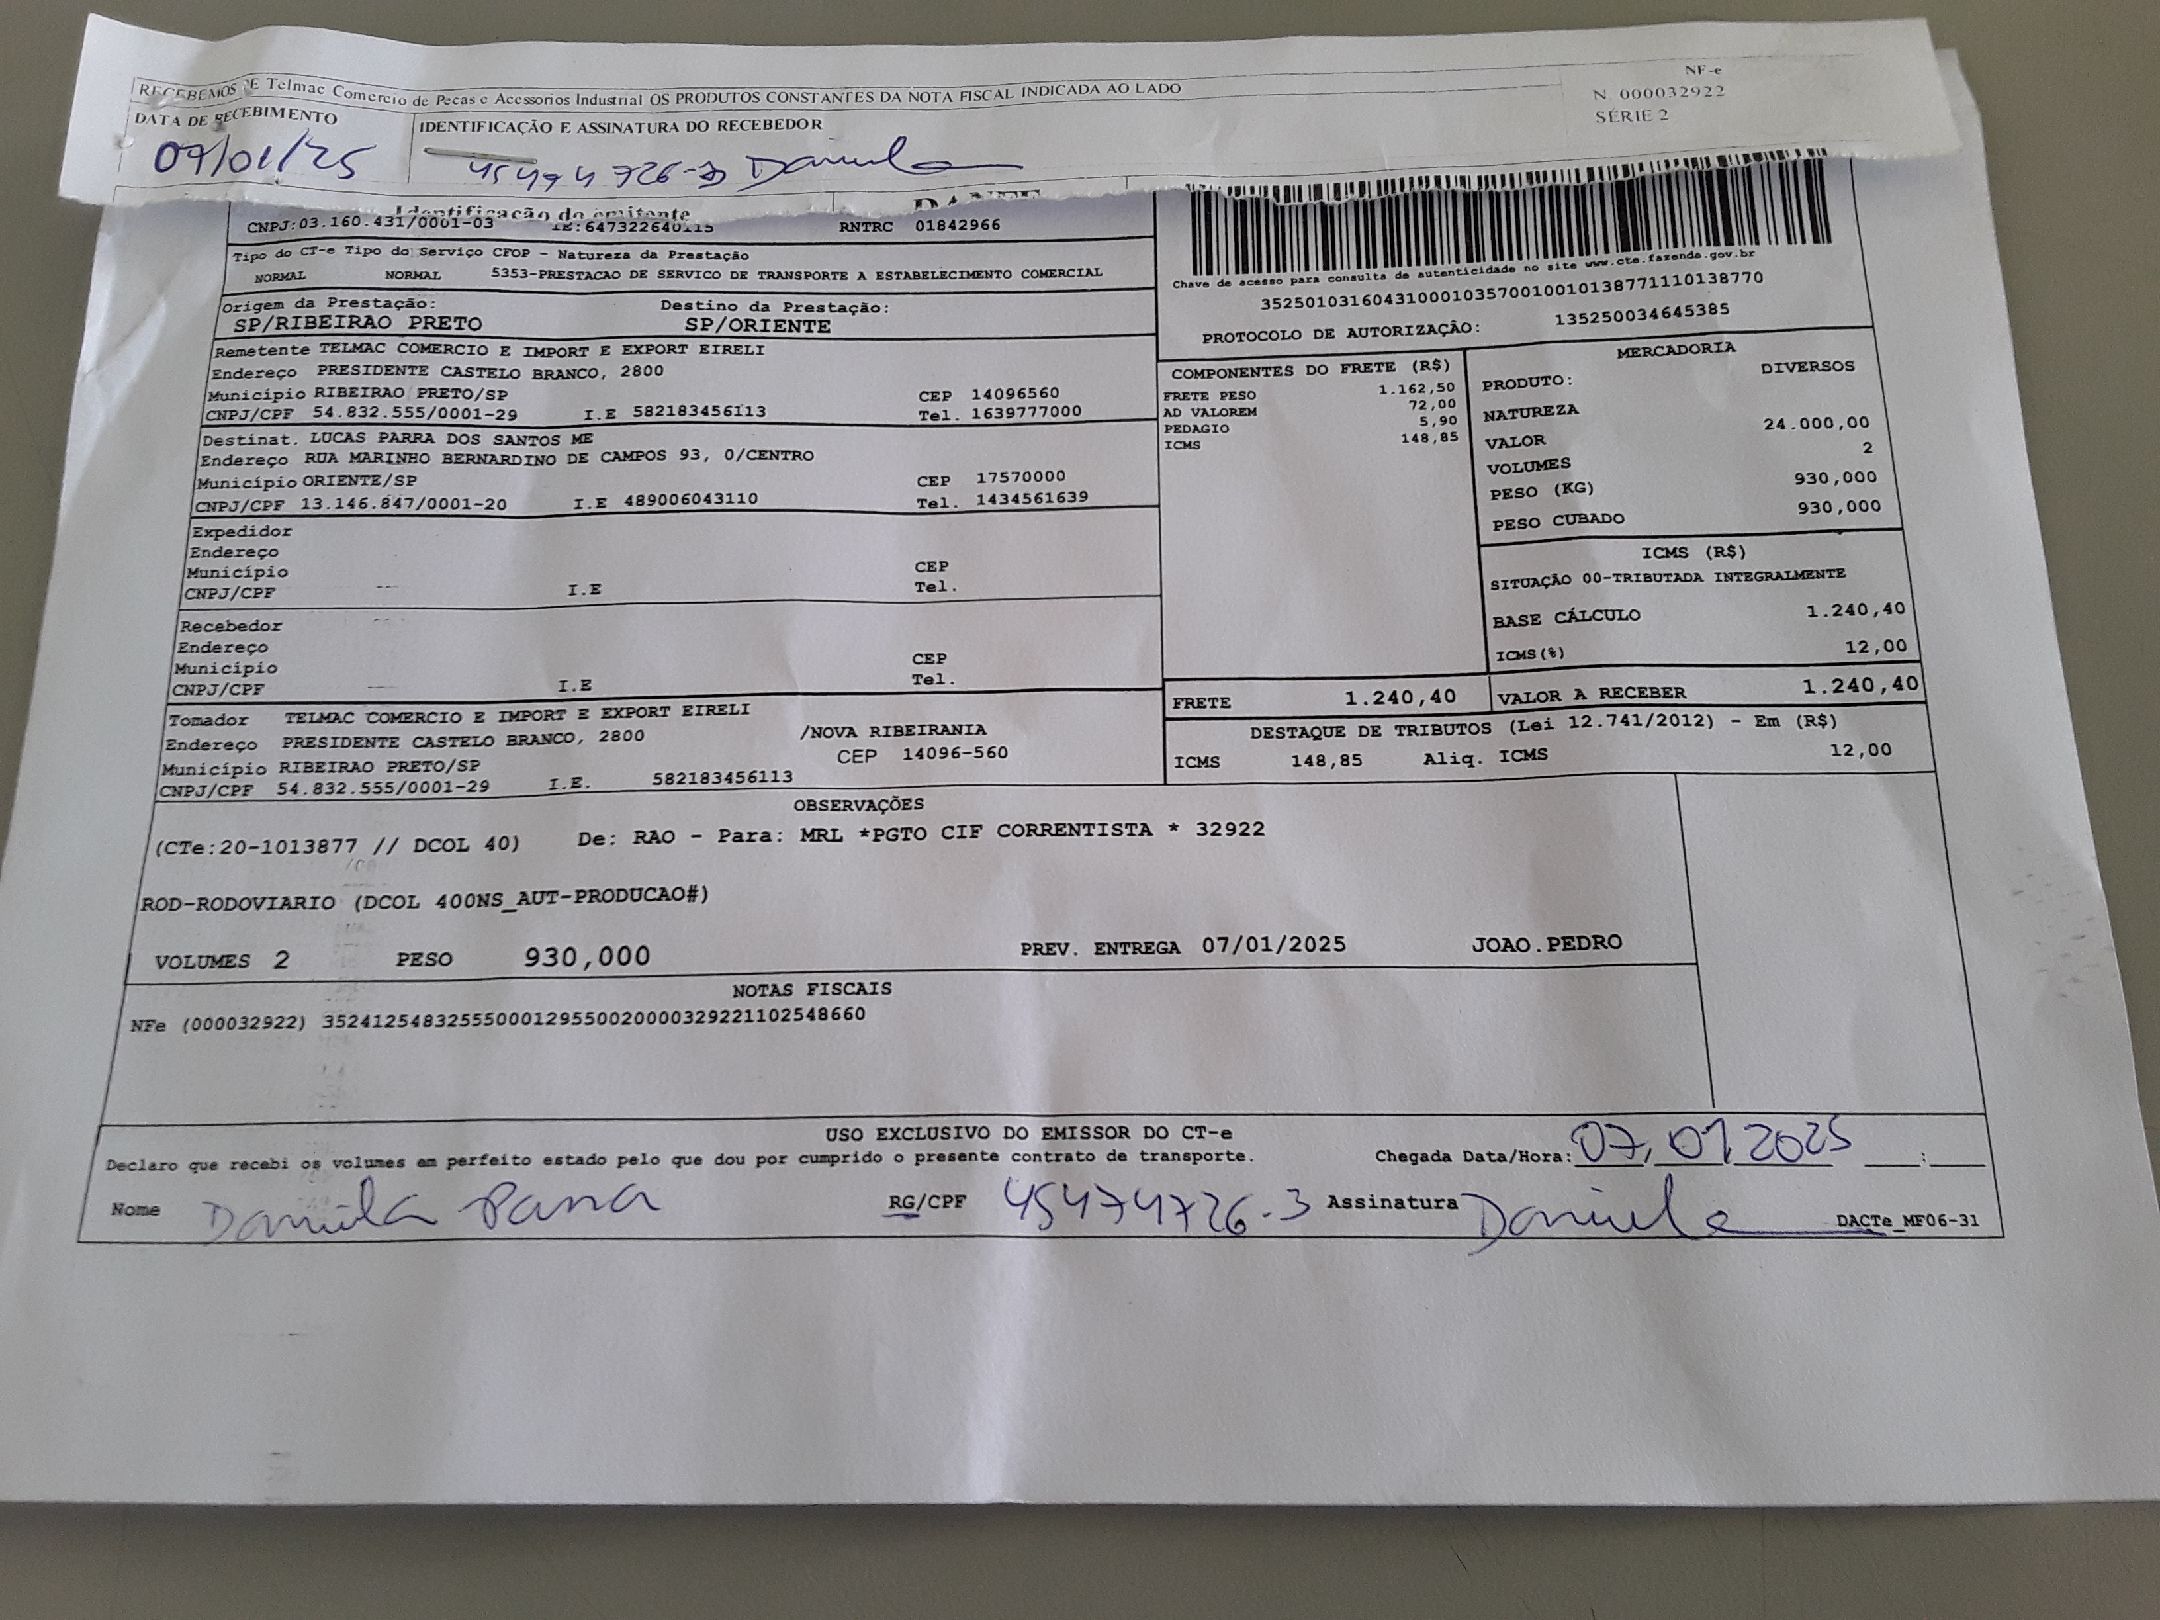 RECEBEMOS DE Telmac Comercio de Pecas e Acessorios Industrial OS PRODUTOS CONSTANTES DA NOTA FISCAL INDICADA AO LADO
NF-e
N. 000032922
SÉRIE 2
DATA DE RECEBIMENTO
07/01/25
IDENTIFICAÇÃO E ASSINATURA DO RECEBEDOR
45474726-3 Daniela
Identificação do emitente
CNPJ:03.160.431/0001-03 IE:647322640115 RNTRC 01842966
Tipo do CT-e Tipo do Serviço CFOP - Natureza da Prestação
NORMAL NORMAL 5353-PRESTACAO DE SERVICO DE TRANSPORTE A ESTABELECIMENTO COMERCIAL
Chave de acesso para consulta de autenticidade no site www.cte.fazenda.gov.br
35250103160431000103570010010138771110138770
PROTOCOLO DE AUTORIZAÇÃO: 135250034645385
Origem da Prestação: Destino da Prestação:
SP/RIBEIRAO PRETO SP/ORIENTE
Remetente TELMAC COMERCIO E IMPORT E EXPORT EIRELI
Endereço PRESIDENTE CASTELO BRANCO, 2800
Município RIBEIRAO PRETO/SP CEP 14096560
CNPJ/CPF 54.832.555/0001-29 I.E 582183456113 Tel. 1639777000
Destinat. LUCAS PARRA DOS SANTOS ME
Endereço RUA MARINHO BERNARDINO DE CAMPOS 93, 0/CENTRO
Município ORIENTE/SP CEP 17570000
CNPJ/CPF 13.146.847/0001-20 I.E 489006043110 Tel. 1434561639
Expedidor
Endereço
Município CEP
CNPJ/CPF I.E Tel.
Recebedor
Endereço
Município CEP
CNPJ/CPF I.E Tel.
Tomador TELMAC COMERCIO E IMPORT E EXPORT EIRELI
Endereço PRESIDENTE CASTELO BRANCO, 2800 /NOVA RIBEIRANIA
Município RIBEIRAO PRETO/SP CEP 14096-560
CNPJ/CPF 54.832.555/0001-29 I.E. 582183456113
COMPONENTES DO FRETE (R$)
FRETE PESO 1.162,50
AD VALOREM 72,00
PEDAGIO 5,90
ICMS 148,85
MERCADORIA
PRODUTO: DIVERSOS
NATUREZA
VALOR 24.000,00
VOLUMES 2
PESO (KG) 930,000
PESO CUBADO 930,000
ICMS (R$)
SITUAÇÃO 00-TRIBUTADA INTEGRALMENTE
BASE CÁLCULO 1.240,40
ICMS(%) 12,00
FRETE 1.240,40 VALOR A RECEBER 1.240,40
DESTAQUE DE TRIBUTOS (Lei 12.741/2012) - Em (R$)
ICMS 148,85 Aliq. ICMS 12,00
OBSERVAÇÕES
(CTe:20-1013877 // DCOL 40) De: RAO - Para: MRL *PGTO CIF CORRENTISTA * 32922
ROD-RODOVIARIO (DCOL 400NS_AUT-PRODUCAO#)
VOLUMES 2 PESO 930,000 PREV. ENTREGA 07/01/2025 JOAO.PEDRO
NOTAS FISCAIS
NFe (000032922) 35241254832555000129550020000329221102548660
USO EXCLUSIVO DO EMISSOR DO CT-e
Declaro que recebi os volumes em perfeito estado pelo que dou por cumprido o presente contrato de transporte. Chegada Data/Hora: 07/01/2025 ___:___
Nome Daniela Parra RG/CPF 45474726-3 Assinatura Daniela
DACTe_MF06-31